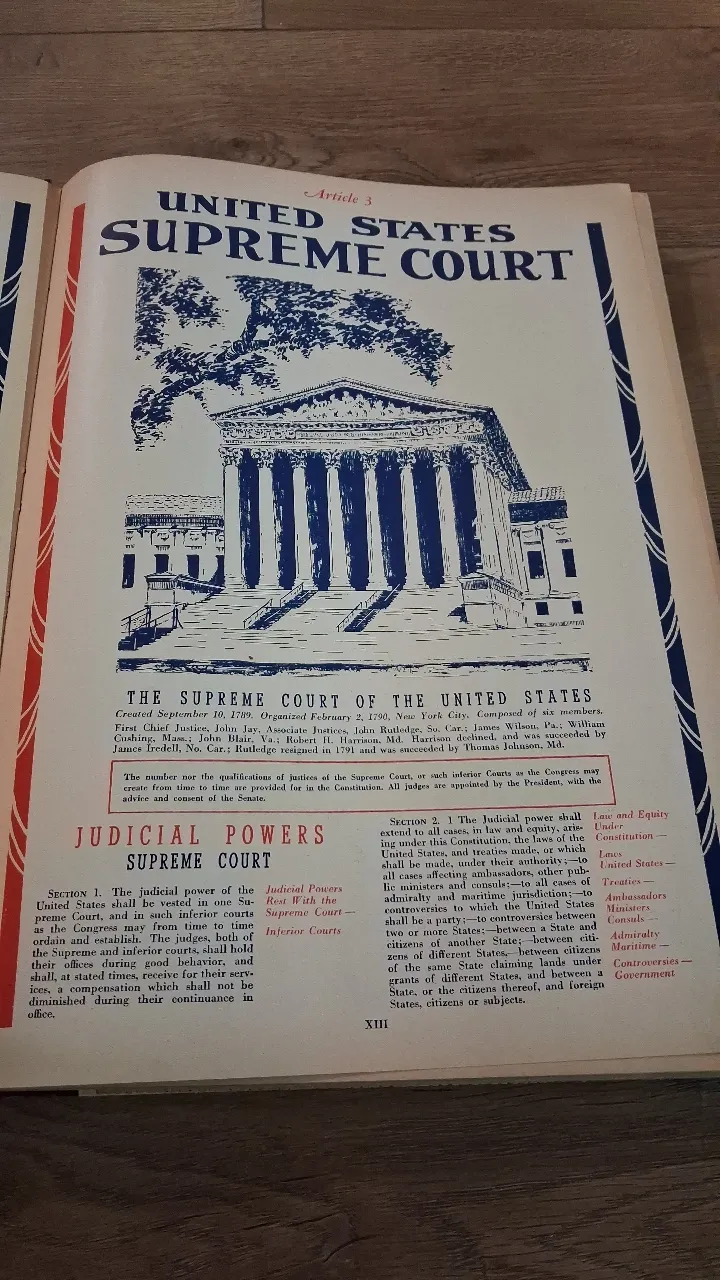 Article 3
UNITED STATES
SUPREME COURT
THE SUPREME COURT OF THE UNITED STATES
Created September 10, 1789. Organized February 2, 1790, New York City. Composed of six members.
First Chief Justice, John Jay, Associate Justices, John Rutledge, So. Car.; James Wilson, Pa.; William
Cushing, Mass.; John Blair, Va.; Robert H. Harrison, Md. Harrison declined, and was succeeded by
James Iredell, No. Car.; Rutledge resigned in 1791 and was succeeded by Thomas Johnson, Md.
The number nor the qualifications of justices of the Supreme Court, or such inferior Courts as the Congress may
create from time to time are provided for in the Constitution. All judges are appointed by the President, with the
advice and consent of the Senate.
JUDICIAL POWERS
SUPREME COURT
SECTION 1. The judicial power of the
United States shall be vested in one Su-
preme Court, and in such inferior courts
as the Congress may from time to time
ordain and establish. The judges, both of
the Supreme and inferior courts, shall hold
their offices during good behavior, and
shall, at stated times, receive for their serv-
ices, a compensation which shall not be
diminished during their continuance in
office.
Judicial Powers
Rest With the
Supreme Court—
Inferior Courts
SECTION 2. 1 The Judicial power shall
extend to all cases, in law and equity, aris-
ing under this Constitution, the laws of the
United States, and treaties made, or which
shall be made, under their authority;—to
all cases affecting ambassadors, other pub-
lic ministers and consuls;—to all cases of
admiralty and maritime jurisdiction;—to
controversies to which the United States
shall be a party;—to controversies between
two or more States;—between a State and
citizens of another State;—between citi-
zens of different States,—between citizens
of the same State claiming lands under
grants of different States, and between a
State, or the citizens thereof, and foreign
States, citizens or subjects.
Law and Equity
Under
Constitution—
Laws
United States—
Treaties—
Ambassadors
Ministers
Consuls—
Admiralty
Maritime—
Controversies—
Government
XIII